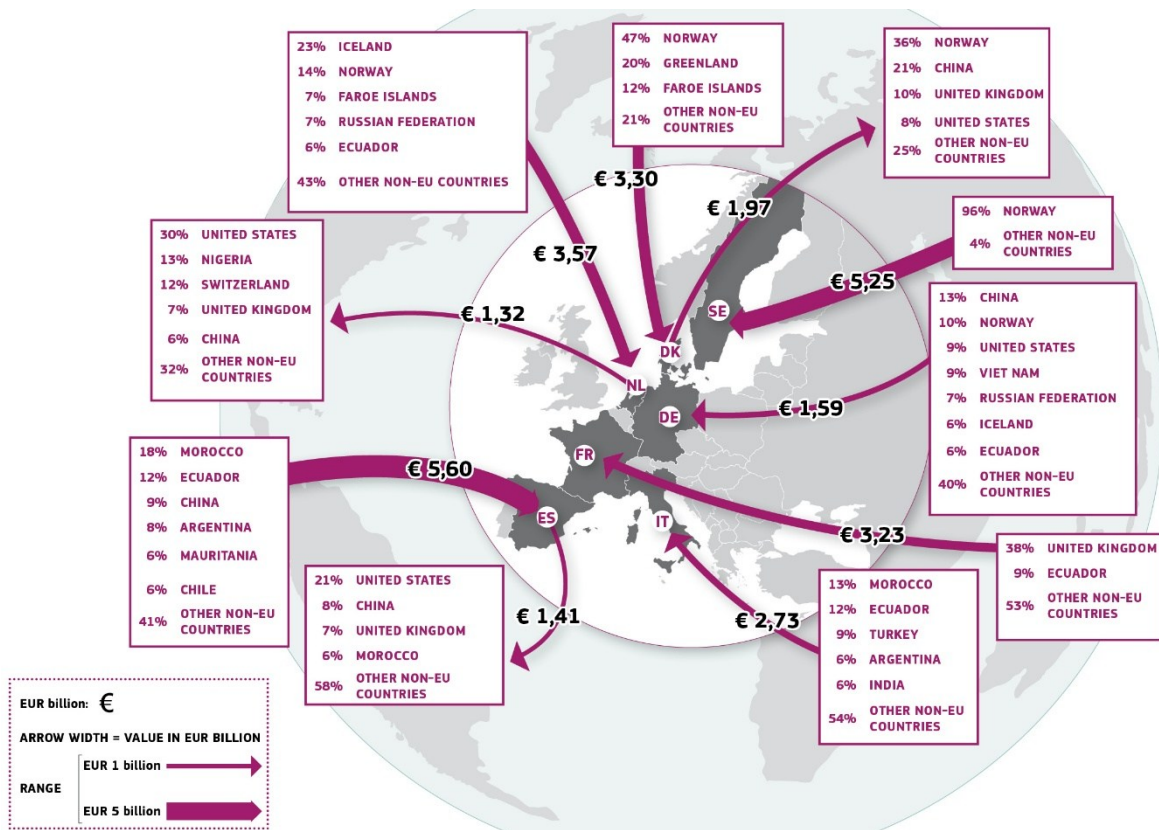 23% ICELAND
14% NORWAY
7% FAROE ISLANDS
7% RUSSIAN FEDERATION
6% ECUADOR
43% OTHER NON-EU COUNTRIES
47% NORWAY
20% GREENLAND
12% FAROE ISLANDS
21% OTHER NON-EU
COUNTRIES
36% NORWAY
21% CHINA
10% UNITED KINGDOM
8% UNITED STATES
25% OTHER NON-EU
COUNTRIES
€ 3,30
€ 1,97
€ 3,57
96% NORWAY
4% OTHER NON-EU
COUNTRIES
€ 5,25
30% UNITED STATES
13% NIGERIA
12% SWITZERLAND
7% UNITED KINGDOM
6% CHINA
32% OTHER NON-EU
COUNTRIES
€ 1,32
SE
DK
NL
DE
€ 1,59
13% CHINA
10% NORWAY
9% UNITED STATES
9% VIET NAM
7% RUSSIAN FEDERATION
6% ICELAND
6% ECUADOR
40% OTHER NON-EU
COUNTRIES
18% MOROCCO
12% ECUADOR
9% CHINA
8% ARGENTINA
6% MAURITANIA
6% CHILE
41% OTHER NON-EU
COUNTRIES
€ 5,60
FR
ES
IT
€ 3,23
38% UNITED KINGDOM
9% ECUADOR
53% OTHER NON-EU
COUNTRIES
21% UNITED STATES
8% CHINA
7% UNITED KINGDOM
6% MOROCCO
58% OTHER NON-EU
COUNTRIES
€ 1,41
€ 2,73
13% MOROCCO
12% ECUADOR
9% TURKEY
6% ARGENTINA
6% INDIA
54% OTHER NON-EU
COUNTRIES
EUR billion: €
ARROW WIDTH = VALUE IN EUR BILLION
RANGE
EUR 1 billion
EUR 5 billion